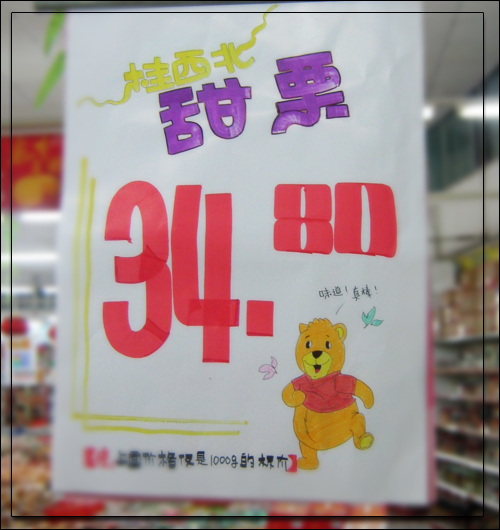 桂西北
甜栗
34.80
味道！真棒！
上面价格仅是1000g的标价